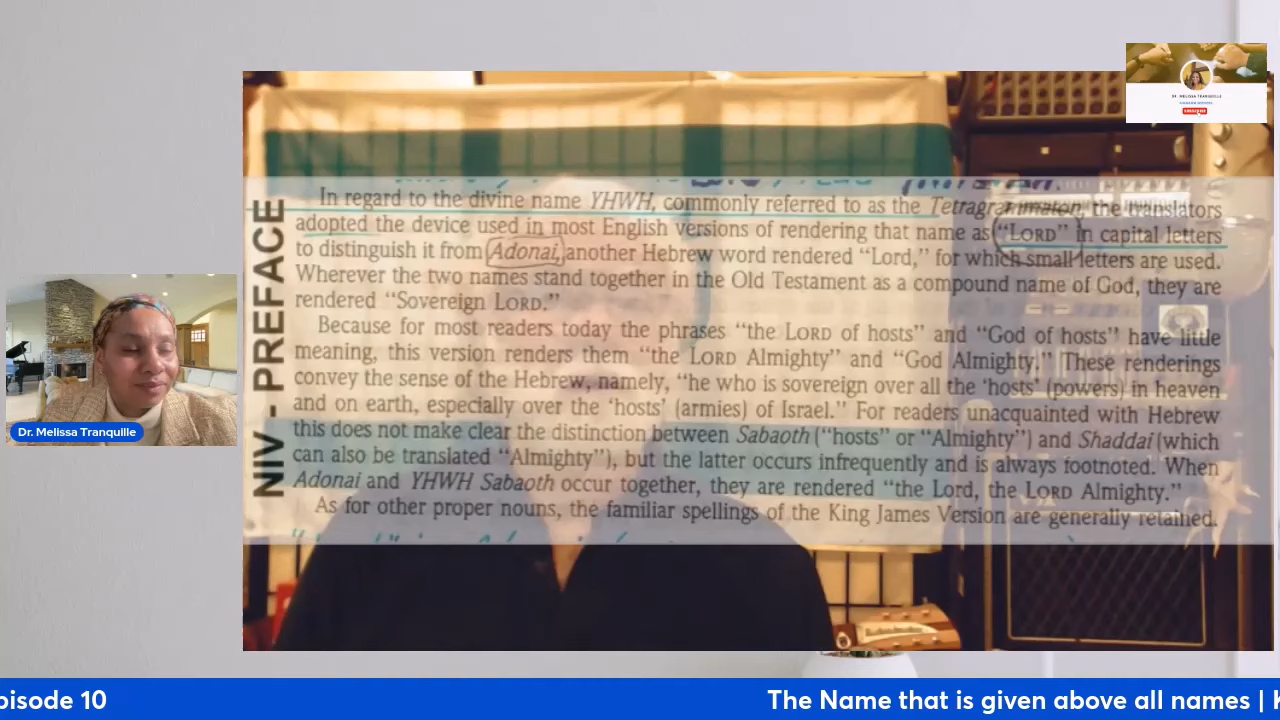 DR. MELISSA TRANQUILLE
SUBSCRIBE
NIV - PREFACE
In regard to the divine name YHWH, commonly referred to as the Tetragrammaton, the translators
adopted the device used in most English versions of rendering that name as “LORD” in capital letters
to distinguish it from Adonai, another Hebrew word rendered “Lord,” for which small letters are used.
Wherever the two names stand together in the Old Testament as a compound name of God, they are
rendered “Sovereign LORD.”
Because for most readers today the phrases “the LORD of hosts” and “God of hosts” have little
meaning, this version renders them “the LORD Almighty” and “God Almighty.” These renderings
convey the sense of the Hebrew, namely, “he who is sovereign over all the ‘hosts’ (powers) in heaven
and on earth, especially over the ‘hosts’ (armies) of Israel.” For readers unacquainted with Hebrew
this does not make clear the distinction between Sabaoth (“hosts” or “Almighty”) and Shaddai (which
can also be translated “Almighty”), but the latter occurs infrequently and is always footnoted. When
Adonai and YHWH Sabaoth occur together, they are rendered “the Lord, the LORD Almighty.”
As for other proper nouns, the familiar spellings of the King James Version are generally retained.
Dr. Melissa Tranquille
pisode 10
The Name that is given above all names |